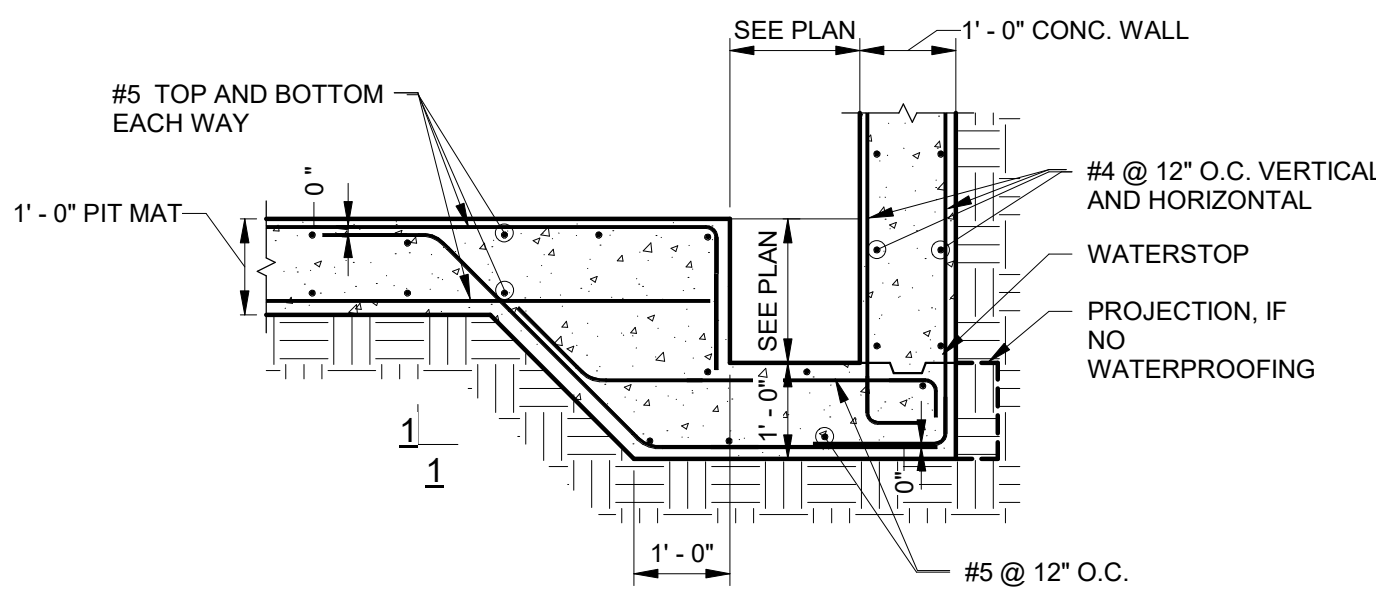 SEE PLAN
1' - 0" CONC. WALL
#5 TOP AND BOTTOM
EACH WAY
0"
#4 @ 12" O.C. VERTICAL
AND HORIZONTAL
1' - 0" PIT MAT
SEE PLAN
WATERSTOP
PROJECTION, IF
NO
WATERPROOFING
1' - 0"
1
1
0"
1' - 0"
#5 @ 12" O.C.